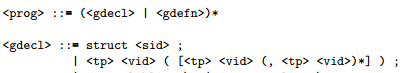 <prog> ::= (<gdecl> | <gdefn>)*
<gdecl> ::= struct <sid> ;
| <tp> <vid> ( [<tp> <vid> (, <tp> <vid>)*] ) ;